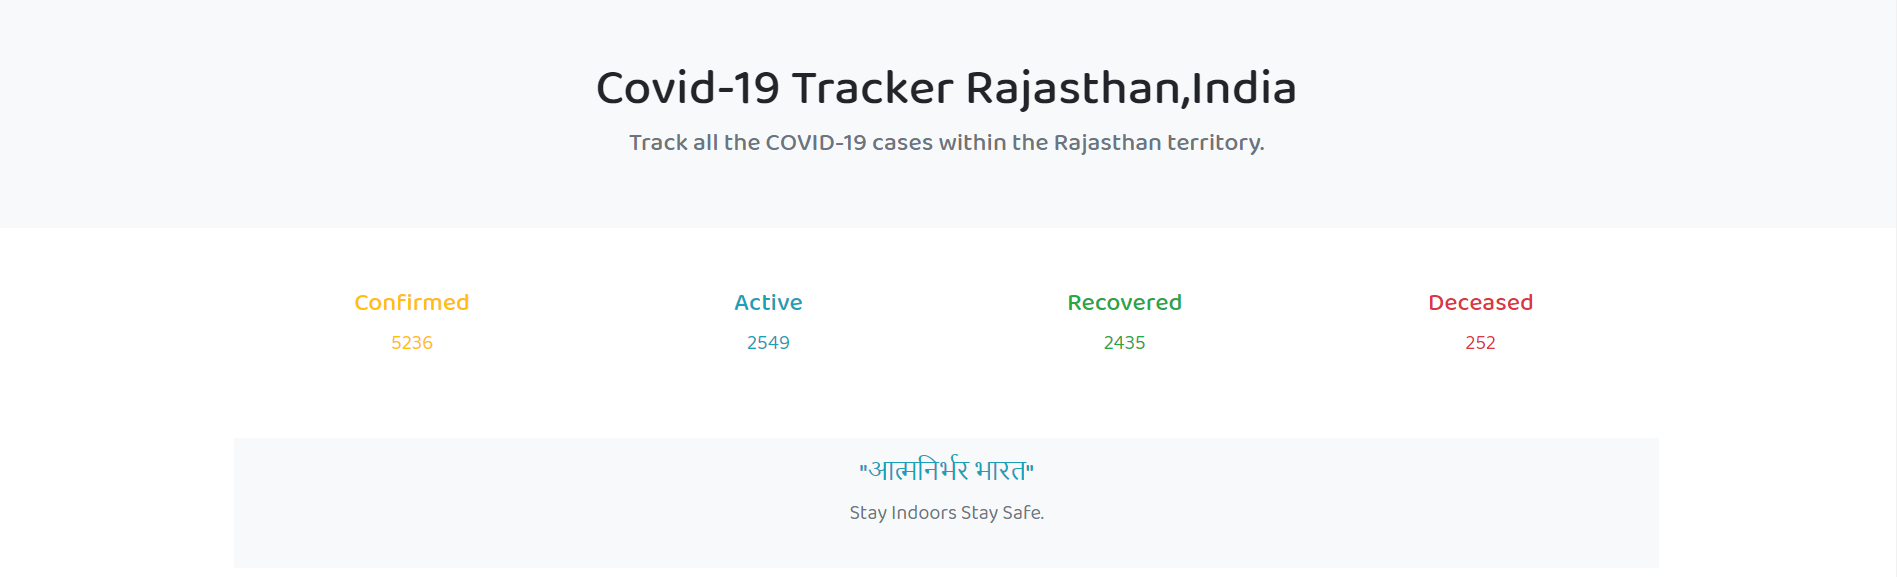 Covid-19 Tracker Rajasthan,India
Track all the COVID-19 cases within the Rajasthan territory.
Confirmed Active Recovered Deceased
5236 2549 2435 252
"आत्मनिर्भर भारत"
Stay Indoors Stay Safe.